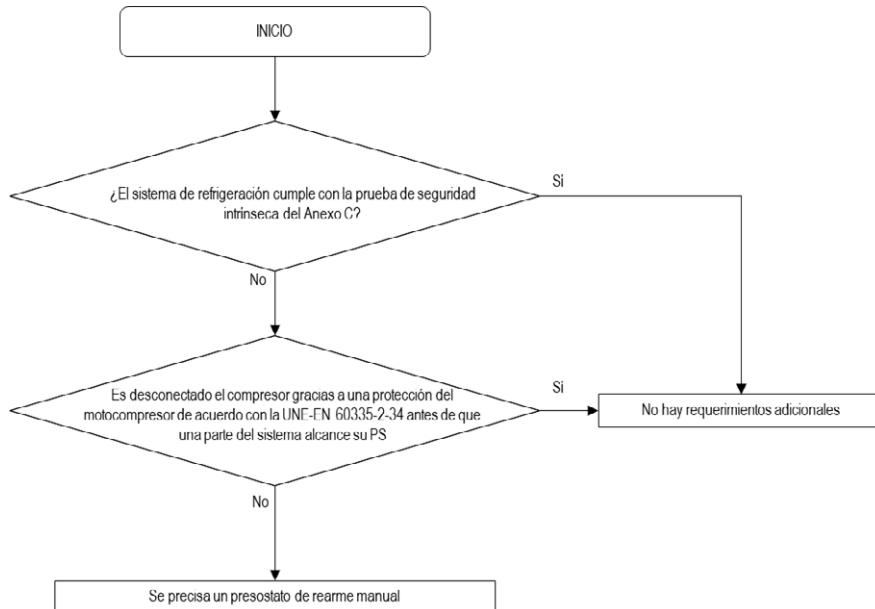 INICIO
¿El sistema de refrigeración cumple con la prueba de seguridad
intrínseca del Anexo C?
Si
No
Es desconectado el compresor gracias a una protección del
motocompresor de acuerdo con la UNE-EN 60335-2-34 antes de que
una parte del sistema alcance su PS
Si
No hay requerimientos adicionales
No
Se precisa un presostato de rearme manual